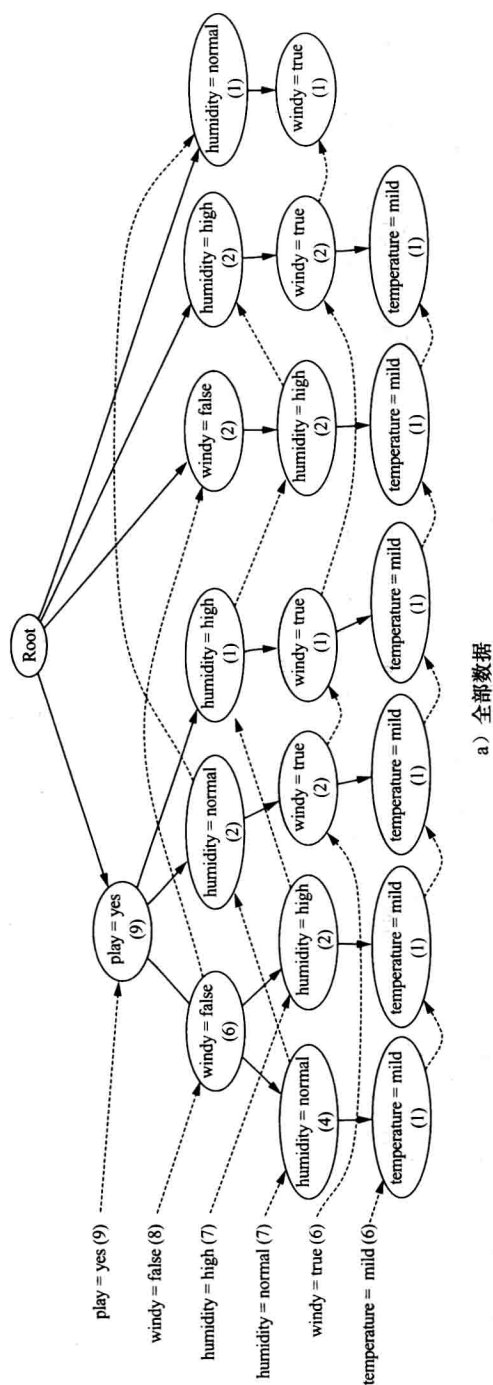 Root
play = yes (9)
windy = false (8)
humidity = high (7)
humidity = normal (7)
windy = true (6)
temperature = mild (6)
play = yes
(9)
windy = false
(6)
humidity = normal
(2)
humidity = high
(1)
windy = false
(2)
humidity = high
(2)
humidity = normal
(1)
humidity = normal
(4)
humidity = high
(2)
windy = true
(2)
windy = true
(1)
humidity = high
(2)
windy = true
(2)
windy = true
(1)
temperature = mild
(1)
temperature = mild
(1)
temperature = mild
(1)
temperature = mild
(1)
temperature = mild
(1)
temperature = mild
(1)
a）全部数据